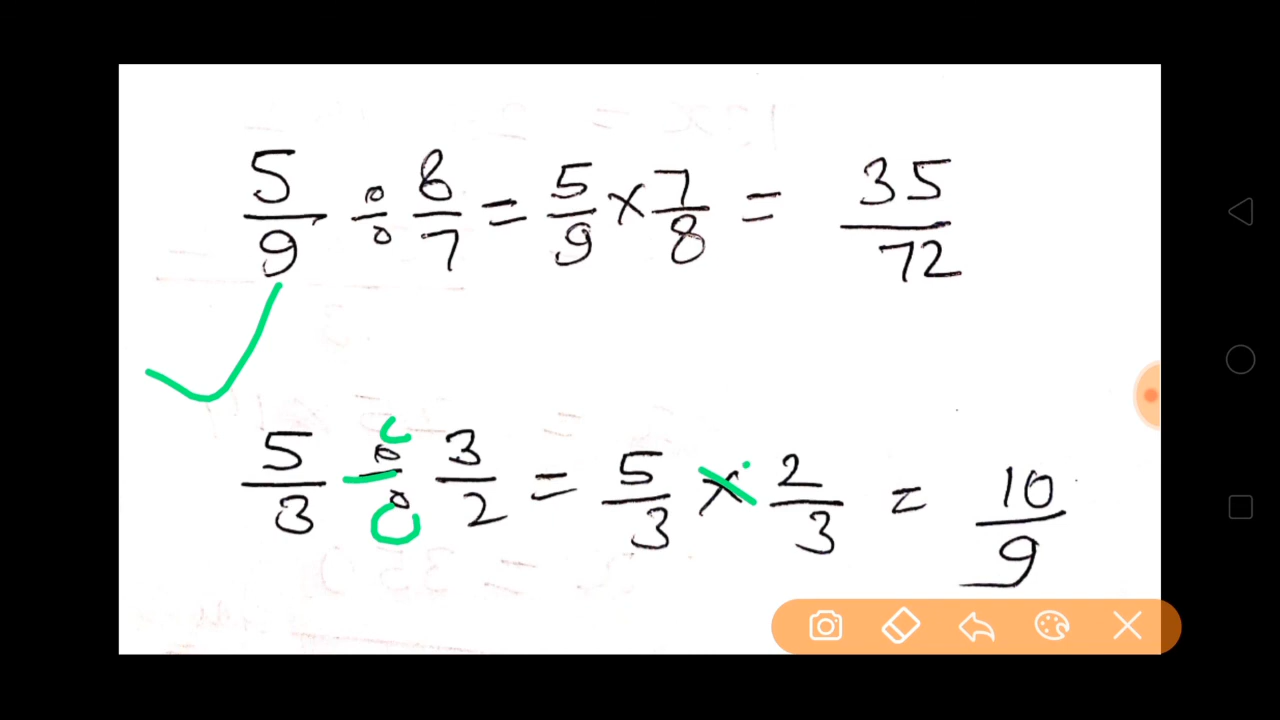 5/9 ÷ 8/7 = 5/9 × 7/8 = 35/72
5/3 ÷ 3/2 = 5/3 × 2/3 = 10/9